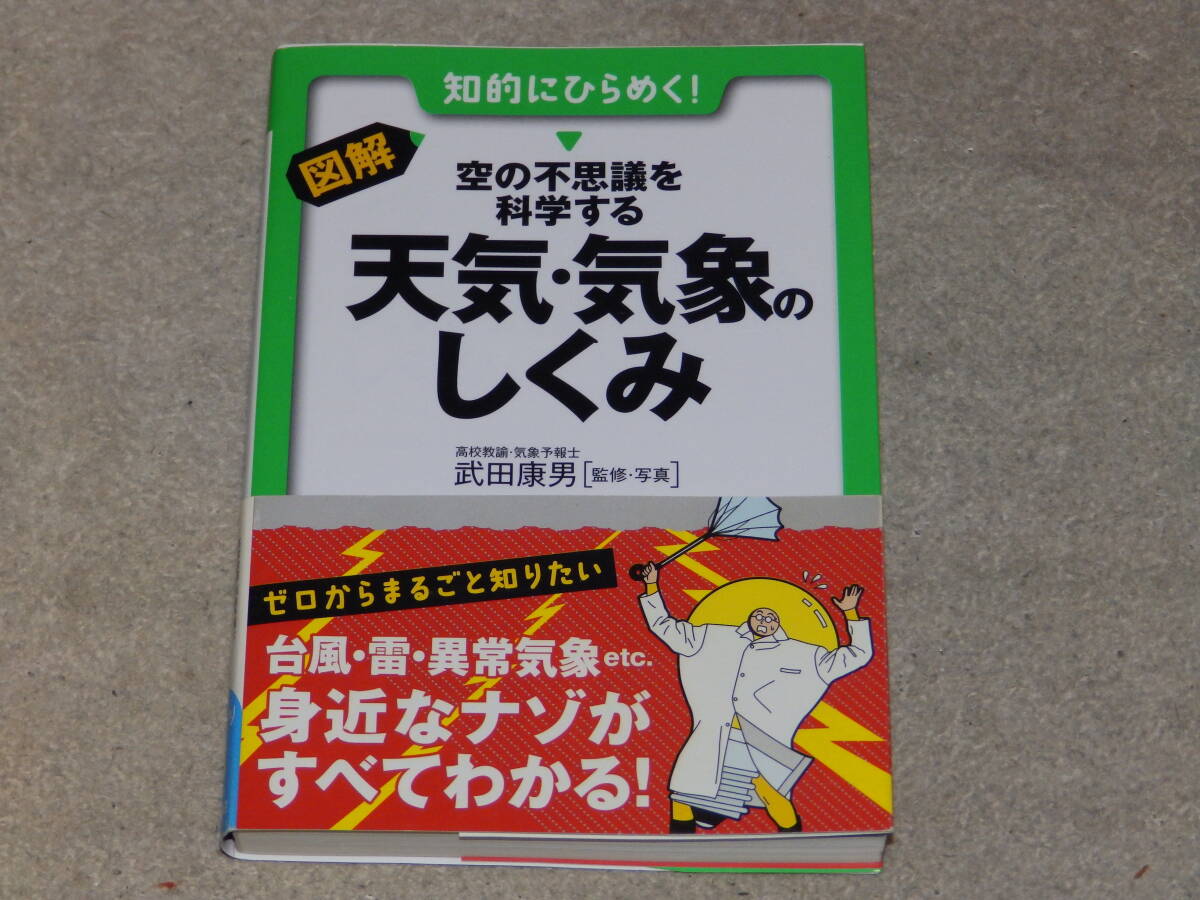 知的にひらめく!
図解
空の不思議を
科学する
天気・気象の
しくみ
高校教諭・気象予報士
武田康男[監修・写真]
ゼロからまるごと知りたい
台風・雷・異常気象etc.
身近なナゾが
すべてわかる!